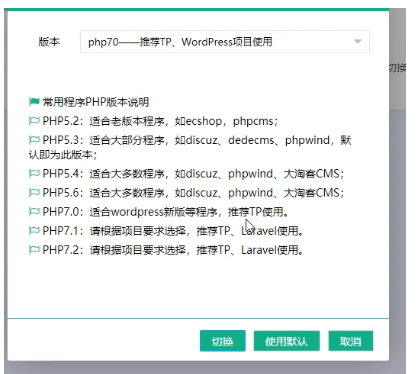 版本
php70——推荐TP、WordPress项目使用
切换
常用程序PHP版本说明
PHP5.2：适合老版本程序，如ecshop，phpcms；
PHP5.3：适合大部分程序，如discuz、dedecms、phpwind，默
认即为此版本；
PHP5.4：适合大多数程序，如discuz、phpwind、大淘客CMS；
PHP5.6：适合大多数程序，如discuz、phpwind、大淘客CMS；
PHP7.0：适合wordpress新版等程序，推荐TP使用。
PHP7.1：请根据项目要求选择，推荐TP、Laravel使用。
PHP7.2：请根据项目要求选择，推荐TP、Laravel使用。
切换
使用默认
取消